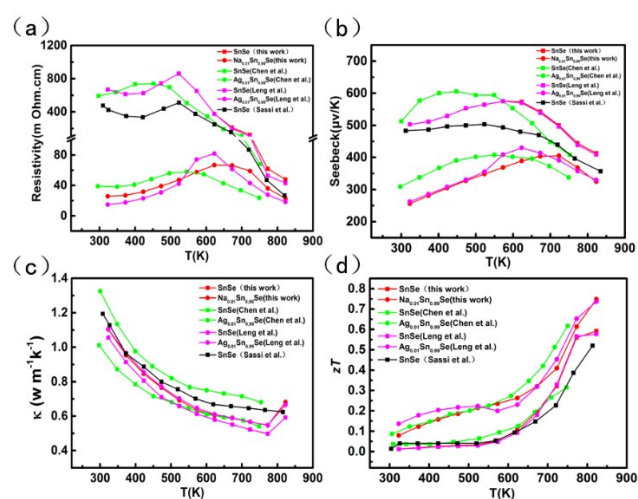 (a)
Resistivity(m Ohm.cm)
1200
1000
800
600
400
80
60
40
20
0
SnSe （this work）
Na0.01Sn0.99Se(this work)
SnSe(Chen et al.)
Ag0.01Sn0.99Se(Chen et al.)
SnSe(Leng et al.)
Ag0.01Sn0.99Se(Leng et al.)
SnSe（Sassi et al.）
200 300 400 500 600 700 800 900
T(K)
(b)
Seebeck(μv/K)
800
700
600
500
400
300
200
SnSe （this work）
Na0.01Sn0.99Se(this work)
SnSe(Chen et al.)
Ag0.01Sn0.99Se(Chen et al.)
SnSe(Leng et al.)
Ag0.01Sn0.99Se(Leng et al.)
SnSe（Sassi et al.）
300 400 500 600 700 800 900
T(K)
(c)
κ (w m-1k-1)
1.4
1.2
1.0
0.8
0.6
0.4
SnSe（this work）
Na0.01Sn0.99Se(this work)
SnSe(Chen et al.)
Ag0.01Sn0.99Se(Chen et al.)
SnSe(Leng et al.)
Ag0.01Sn0.99Se(Leng et al.)
SnSe（Sassi et al.）
200 300 400 500 600 700 800 900
T(K)
(d)
zT
0.9
0.8
0.7
0.6
0.5
0.4
0.3
0.2
0.1
0.0
SnSe（this work）
Na0.01Sn0.99Se(this work)
SnSe(Chen et al.)
Ag0.01Sn0.99Se(Chen et al.)
SnSe(Leng et al.)
Ag0.01Sn0.99Se(Leng et al.)
SnSe（Sassi et al.）
300 400 500 600 700 800 900
T(K)